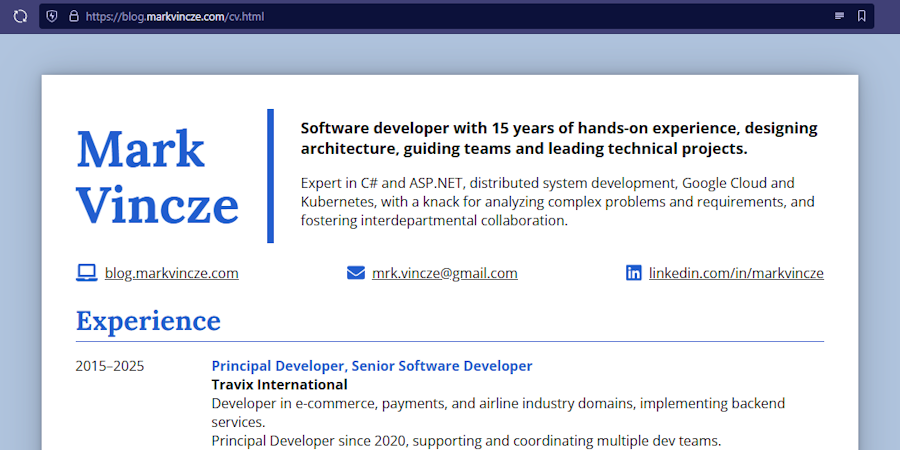 https://blog.markvincze.com/cv.html
Mark
Vincze
Software developer with 15 years of hands-on experience, designing
architecture, guiding teams and leading technical projects.
Expert in C# and ASP.NET, distributed system development, Google Cloud and
Kubernetes, with a knack for analyzing complex problems and requirements, and
fostering interdepartmental collaboration.
blog.markvincze.com
mrk.vincze@gmail.com
linkedin.com/in/markvincze
Experience
2015–2025
Principal Developer, Senior Software Developer
Travix International
Developer in e-commerce, payments, and airline industry domains, implementing backend
services.
Principal Developer since 2020, supporting and coordinating multiple dev teams.